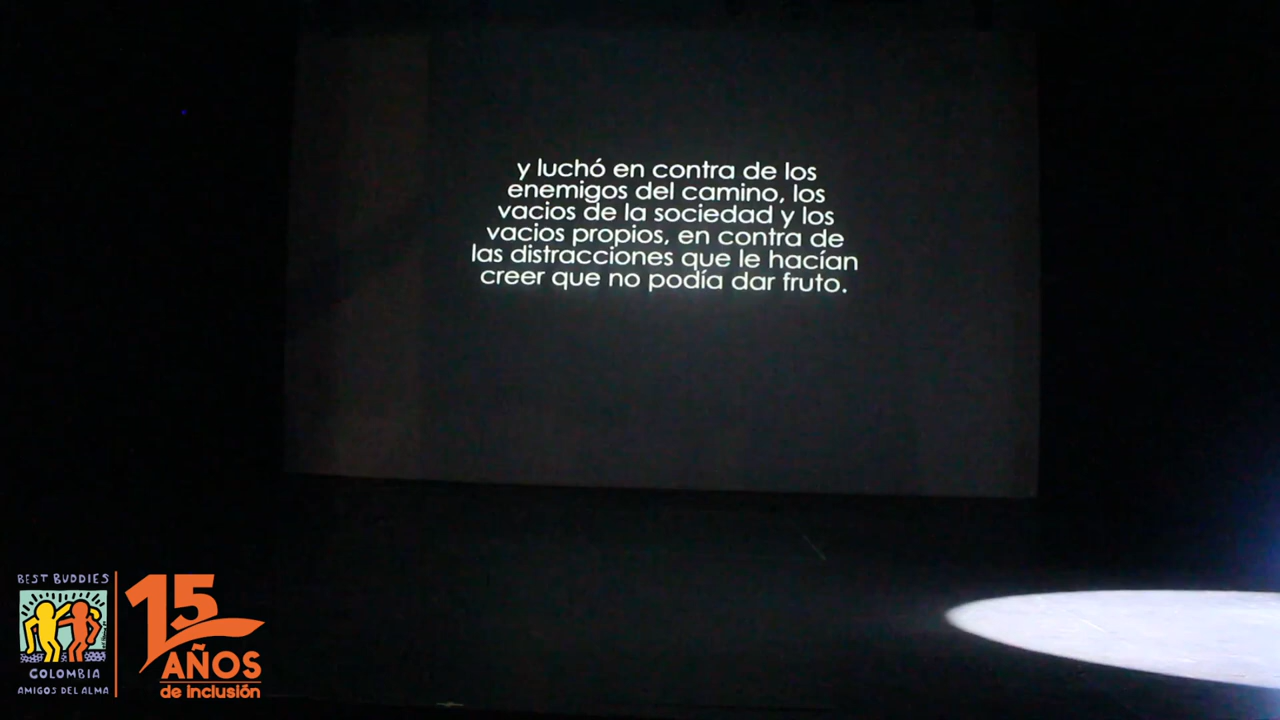 y luchó en contra de los
enemigos del camino, los
vacios de la sociedad y los
vacios propios, en contra de
las distracciones que le hacían
creer que no podía dar fruto.
BEST BUDDIES
COLOMBIA
AMIGOS DEL ALMA
15
AÑOS
de inclusión